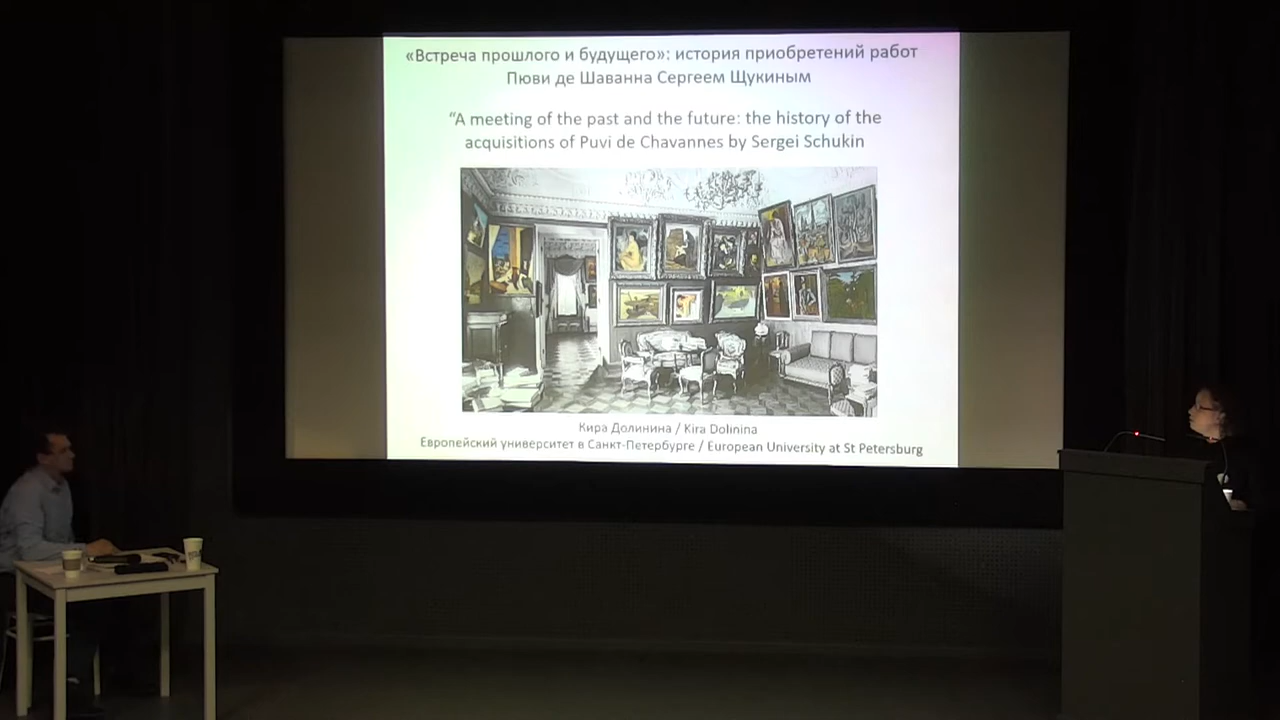 «Встреча прошлого и будущего»: история приобретений работ
Пюви де Шаванна Сергеем Щукиным
“A meeting of the past and the future: the history of the
acquisitions of Puvi de Chavannes by Sergei Schukin
Кира Долинина / Kira Dolinina
Европейский университет в Санкт-Петербурге / European University at St Petersburg